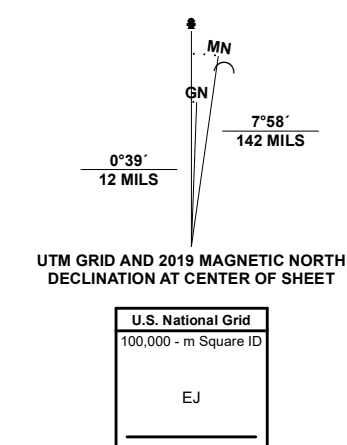 MN
GN
7°58´
142 MILS
0°39´
12 MILS
UTM GRID AND 2019 MAGNETIC NORTH
DECLINATION AT CENTER OF SHEET
U.S. National Grid
100,000 - m Square ID
EJ